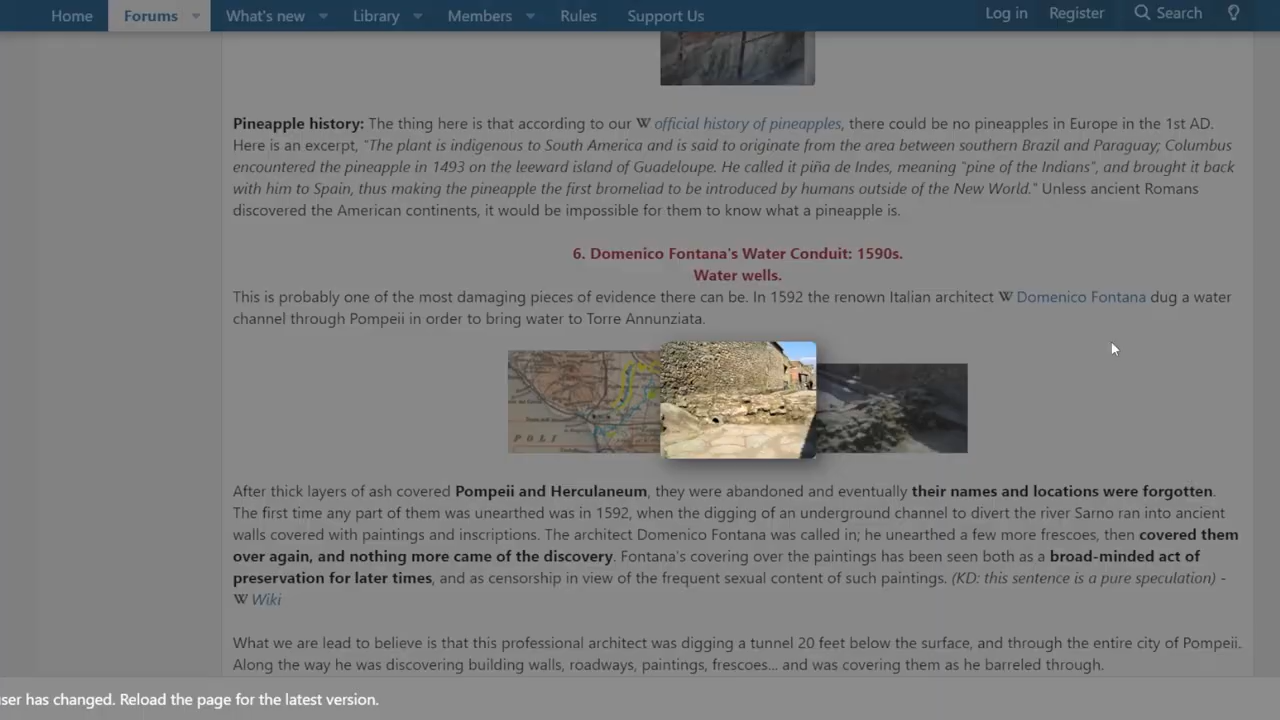 Home Forums What's new Library Members Rules Support Us Log in Register Search
Pineapple history: The thing here is that according to our W official history of pineapples, there could be no pineapples in Europe in the 1st AD.
Here is an excerpt, "The plant is indigenous to South America and is said to originate from the area between southern Brazil and Paraguay; Columbus
encountered the pineapple in 1493 on the leeward island of Guadeloupe. He called it piña de Indes, meaning "pine of the Indians", and brought it back
with him to Spain, thus making the pineapple the first bromeliad to be introduced by humans outside of the New World." Unless ancient Romans
discovered the American continents, it would be impossible for them to know what a pineapple is.
6. Domenico Fontana's Water Conduit: 1590s.
Water wells.
This is probably one of the most damaging pieces of evidence there can be. In 1592 the renown Italian architect W Domenico Fontana dug a water
channel through Pompeii in order to bring water to Torre Annunziata.
POLI
After thick layers of ash covered Pompeii and Herculaneum, they were abandoned and eventually their names and locations were forgotten.
The first time any part of them was unearthed was in 1592, when the digging of an underground channel to divert the river Sarno ran into ancient
walls covered with paintings and inscriptions. The architect Domenico Fontana was called in; he unearthed a few more frescoes, then covered them
over again, and nothing more came of the discovery. Fontana's covering over the paintings has been seen both as a broad-minded act of
preservation for later times, and as censorship in view of the frequent sexual content of such paintings. (KD: this sentence is a pure speculation) -
W Wiki
What we are lead to believe is that this professional architect was digging a tunnel 20 feet below the surface, and through the entire city of Pompeii.
Along the way he was discovering building walls, roadways, paintings, frescoes... and was covering them as he barreled through.
ser has changed. Reload the page for the latest version.